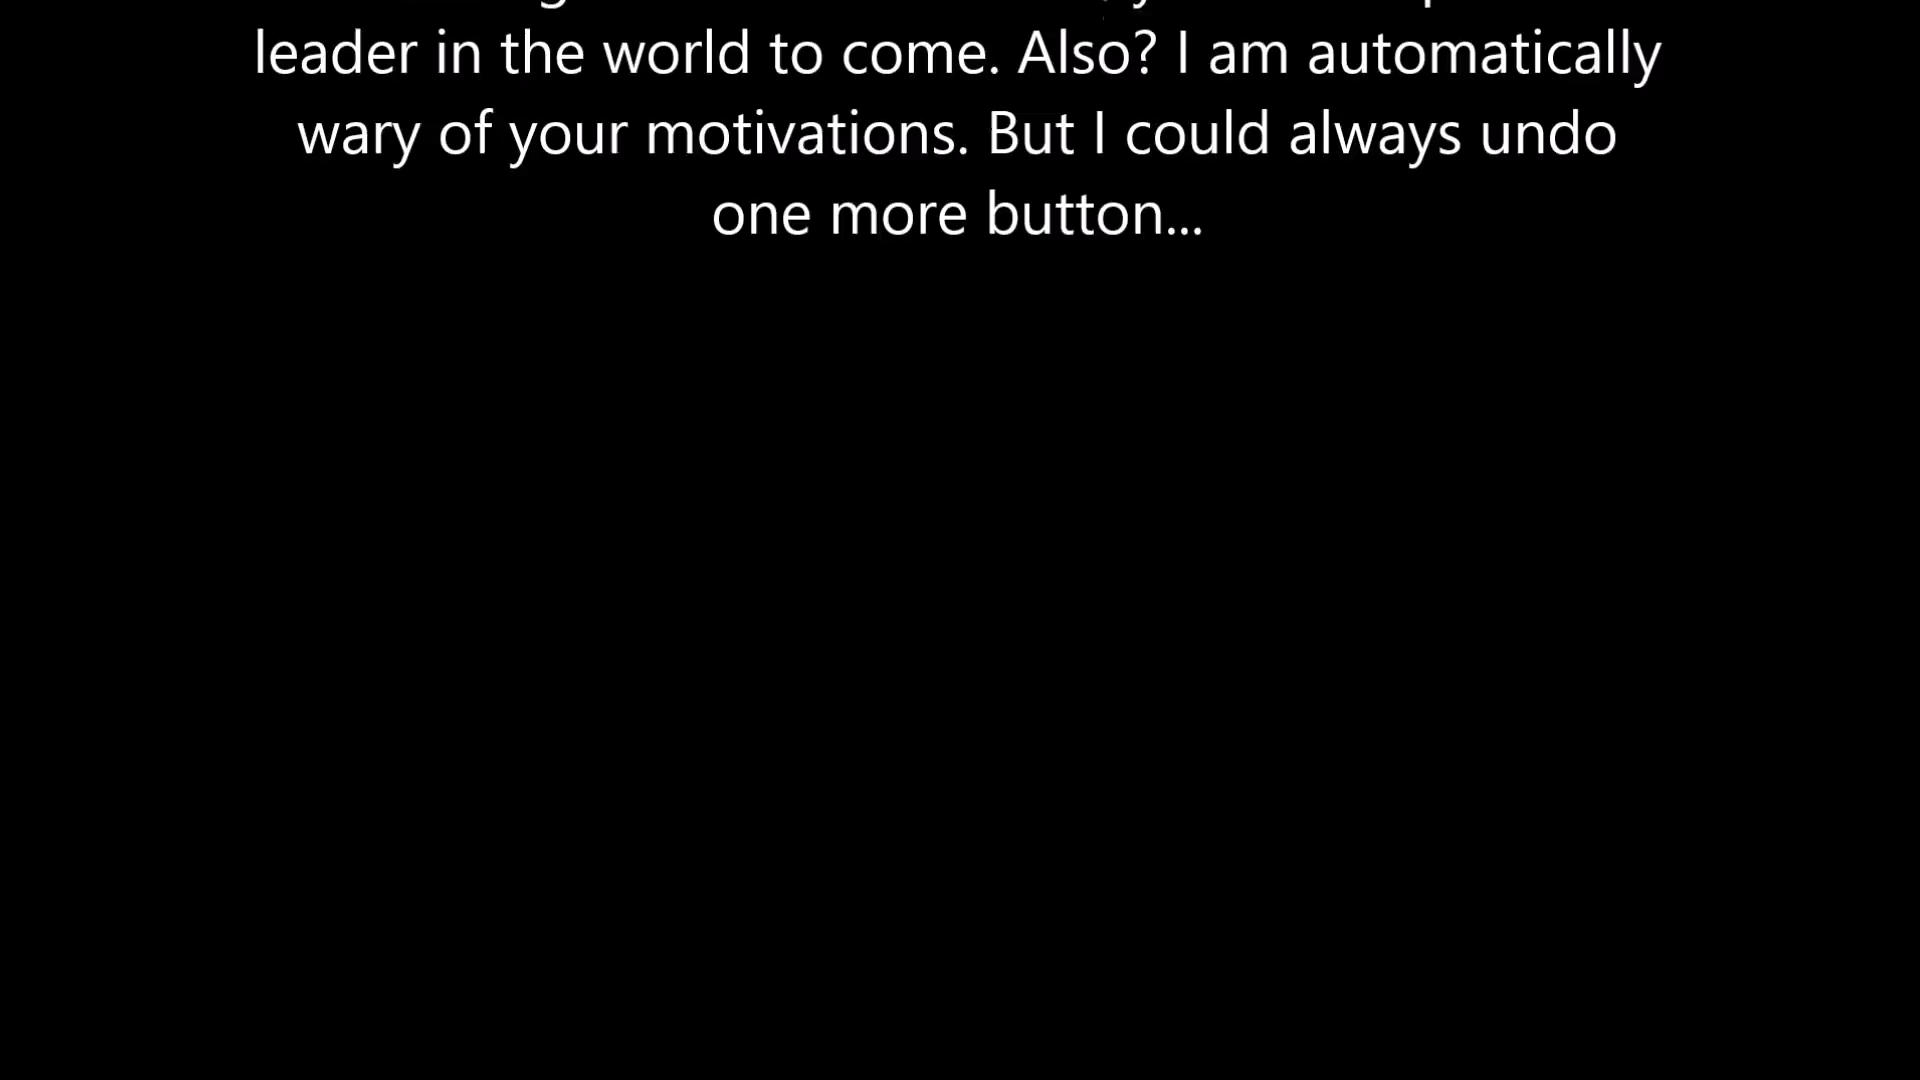 leader in the world to come. Also? I am automatically
wary of your motivations. But I could always undo
one more button...